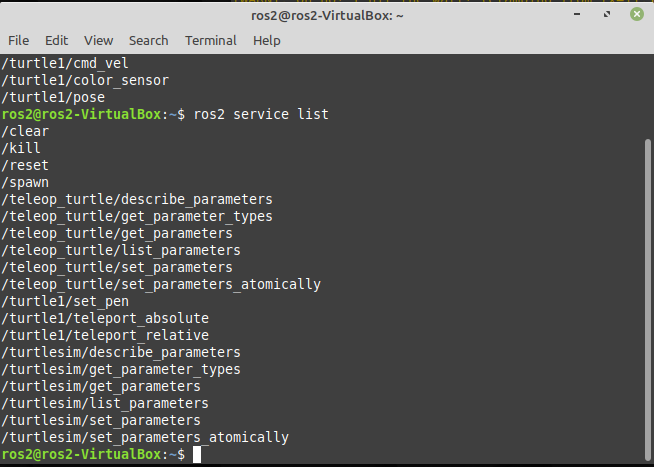 ros2@ros2-VirtualBox: ~
File Edit View Search Terminal Help
/turtle1/cmd_vel
/turtle1/color_sensor
/turtle1/pose
ros2@ros2-VirtualBox:~$ ros2 service list
/clear
/kill
/reset
/spawn
/teleop_turtle/describe_parameters
/teleop_turtle/get_parameter_types
/teleop_turtle/get_parameters
/teleop_turtle/list_parameters
/teleop_turtle/set_parameters
/teleop_turtle/set_parameters_atomically
/turtle1/set_pen
/turtle1/teleport_absolute
/turtle1/teleport_relative
/turtlesim/describe_parameters
/turtlesim/get_parameter_types
/turtlesim/get_parameters
/turtlesim/list_parameters
/turtlesim/set_parameters
/turtlesim/set_parameters_atomically
ros2@ros2-VirtualBox:~$